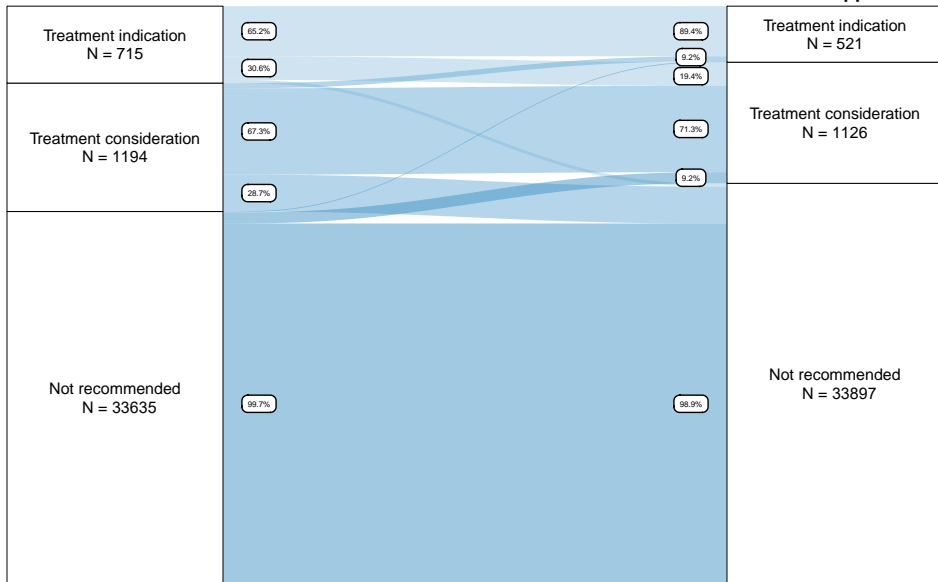 Treatment indication
N = 715
Treatment consideration
N = 1194
Not recommended
N = 33635
65.2%
30.6%
67.3%
28.7%
99.7%
89.4%
9.2%
19.4%
71.3%
9.2%
98.9%
Treatment indication
N = 521
Treatment consideration
N = 1126
Not recommended
N = 33897